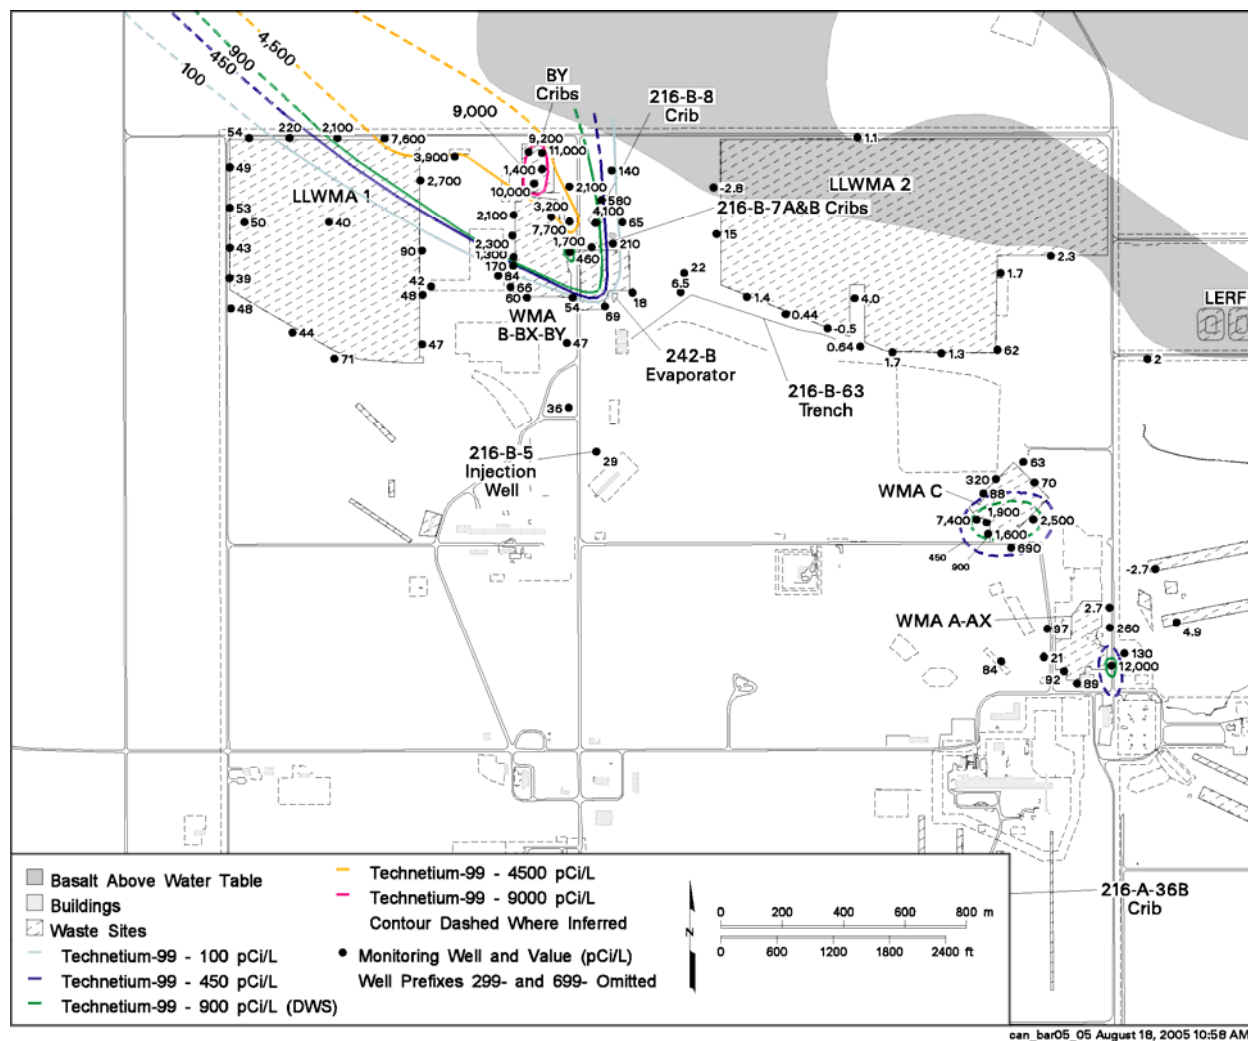 4,500
900
450
100
BY
Cribs
216-B-8
Crib
9,000
54
220
2,100
7,600
9,200
11,000
1.1
3,900
49
1,400
140
LLWMA 1
2,700
10,000
2,100
-2.8
LLWMA 2
580
53
50
40
2,100
3,200
4,100
65
216-B-7A&B Cribs
7,700
15
43
90
2,300
1,700
210
1,300
460
2.3
170
22
1.7
39
42
84
6.5
48
66
60
54
18
1.4
4.0
LERF
48
WMA
B-BX-BY
69
0.44
-0.5
44
47
47
242-B
Evaporator
0.64
1.7
1.3
62
2
71
216-B-63
Trench
36
216-B-5
Injection
Well
29
63
320
70
WMA C
88
7,400
1,900
2,500
1,600
450
690
900
-2.7
2.7
WMA A-AX
97
260
4.9
130
84
21
12,000
92
89
Basalt Above Water Table
Buildings
Waste Sites
Technetium-99 - 100 pCi/L
Technetium-99 - 450 pCi/L
Technetium-99 - 900 pCi/L (DWS)
Technetium-99 - 4500 pCi/L
Technetium-99 - 9000 pCi/L
Contour Dashed Where Inferred
Monitoring Well and Value (pCi/L)
Well Prefixes 299- and 699- Omitted
N
0 200 400 600 800 m
0 600 1200 1800 2400 ft
216-A-36B
Crib
can_bar05_05 August 18, 2005 10:58 AM